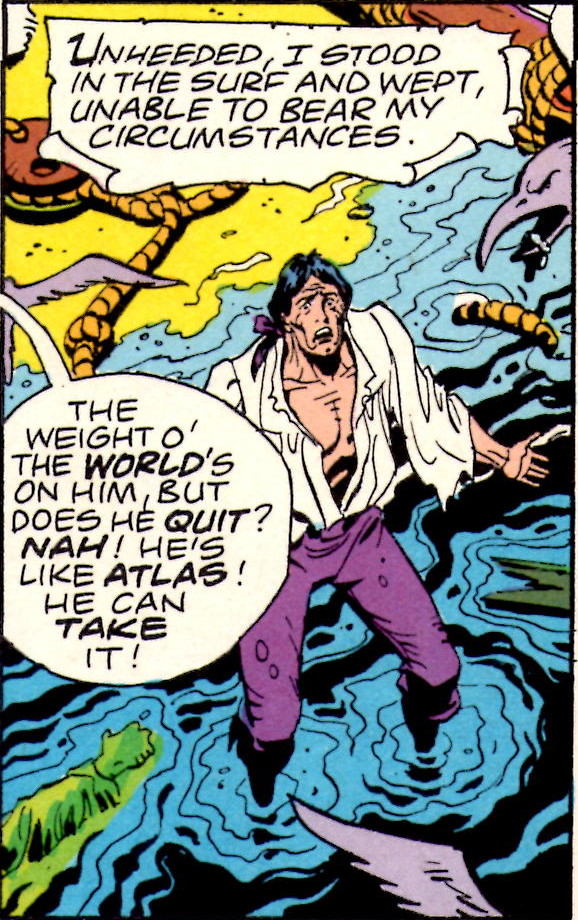 UNHEEDED, I STOOD
IN THE SURF AND WEPT,
UNABLE TO BEAR MY
CIRCUMSTANCES.
THE
WEIGHT O'
THE WORLD'S
ON HIM, BUT
DOES HE QUIT?
NAH! HE'S
LIKE ATLAS!
HE CAN
TAKE
IT!